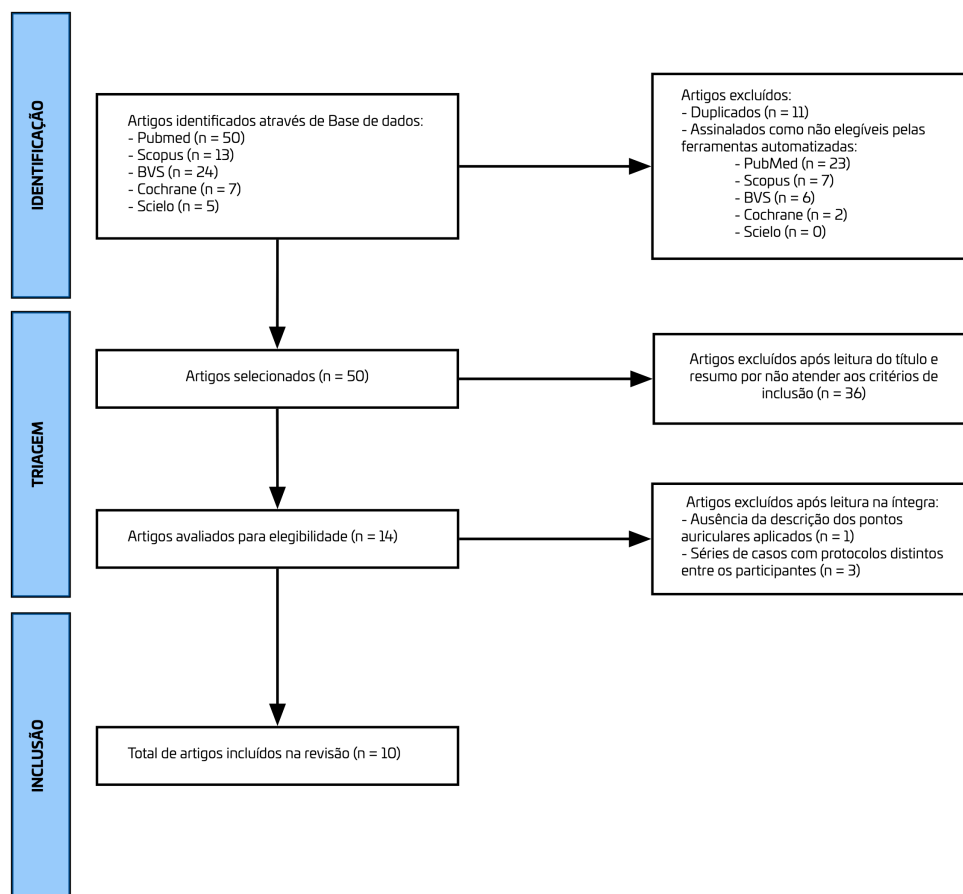 IDENTIFICAÇÃO
Artigos identificados através de Base de dados:
- Pubmed (n = 50)
- Scopus (n = 13)
- BVS (n = 24)
- Cochrane (n = 7)
- Scielo (n = 5)
Artigos excluídos:
- Duplicados (n = 11)
- Assinalados como não elegíveis pelas
ferramentas automatizadas:
- PubMed (n = 23)
- Scopus (n = 7)
- BVS (n = 6)
- Cochrane (n = 2)
- Scielo (n = 0)
TRIAGEM
Artigos selecionados (n = 50)
Artigos excluídos após leitura do título e
resumo por não atender aos critérios de
inclusão (n = 36)
Artigos avaliados para elegibilidade (n = 14)
Artigos excluídos após leitura na íntegra:
- Ausência da descrição dos pontos
auriculares aplicados (n = 1)
- Séries de casos com protocolos distintos
entre os participantes (n = 3)
INCLUSÃO
Total de artigos incluídos na revisão (n = 10)